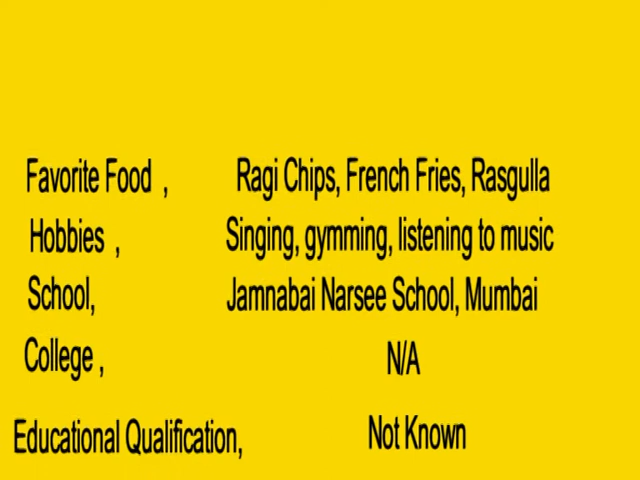 Favorite Food , Ragi Chips, French Fries, Rasgulla
Hobbies , Singing, gymming, listening to music
School, Jamnabai Narsee School, Mumbai
College , N/A
Educational Qualification, Not Known